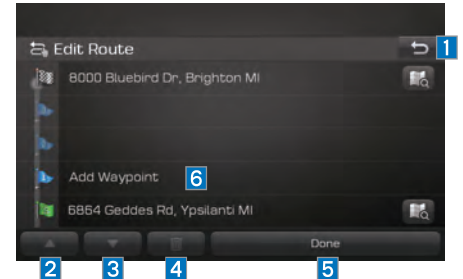 Edit Route
1
8000 Bluebird Dr, Brighton MI
Add Waypoint
6
6854 Geddes Rd, Ypsilanti MI
Done
2
3
4
5